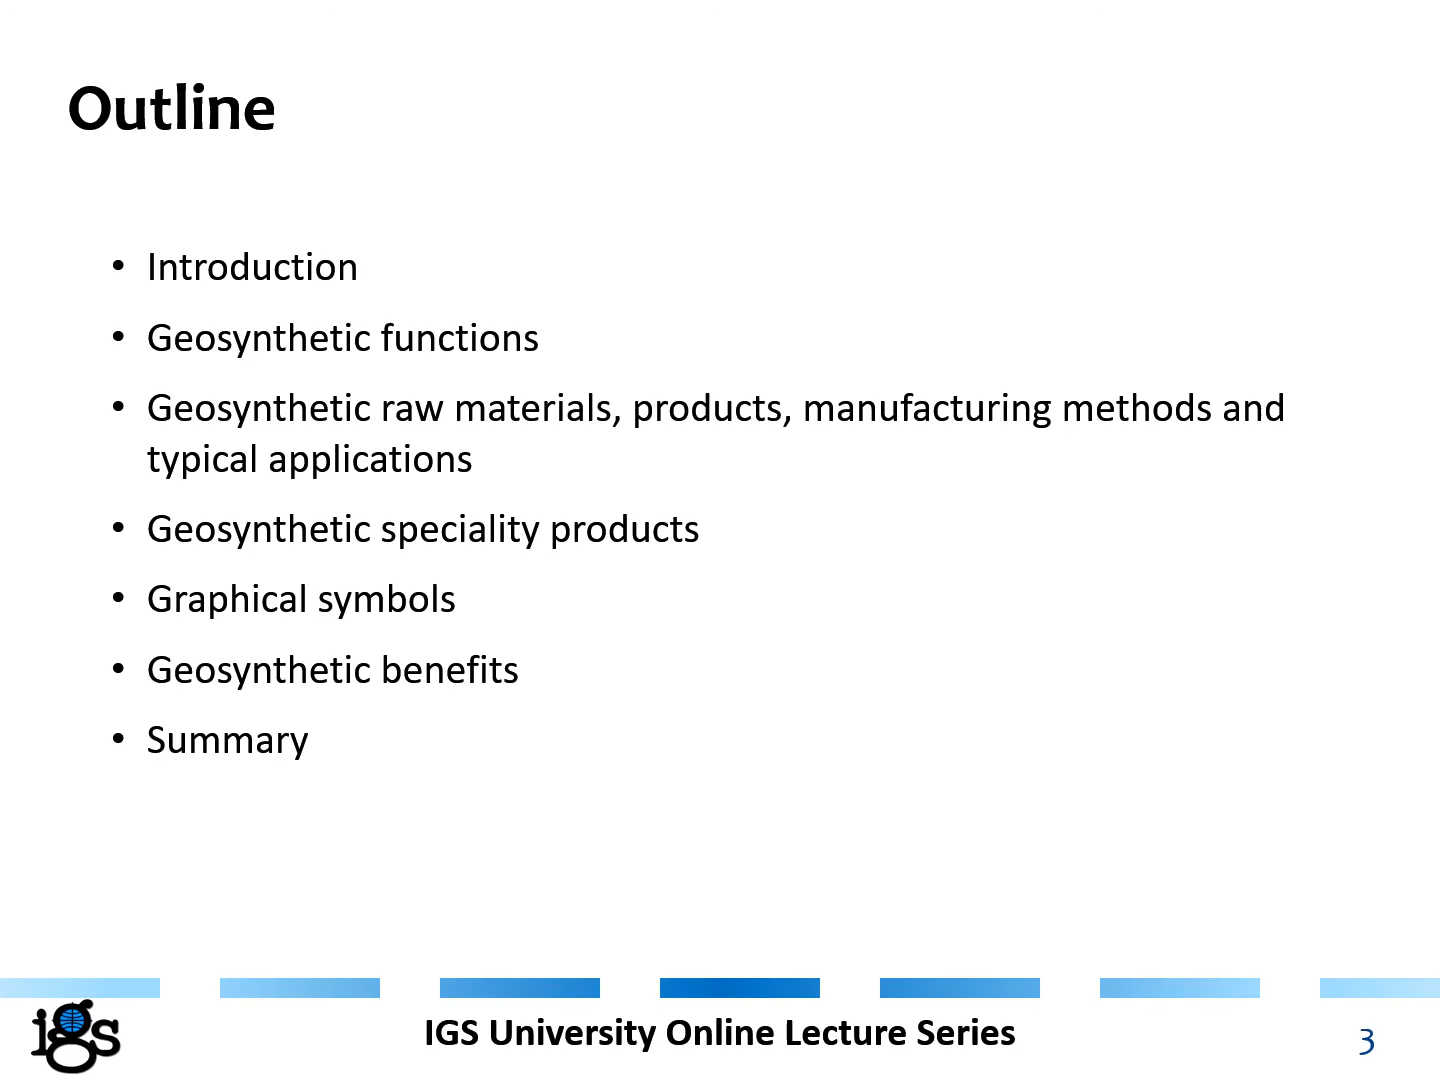 Outline
• Introduction
• Geosynthetic functions
• Geosynthetic raw materials, products, manufacturing methods and
typical applications
• Geosynthetic speciality products
• Graphical symbols
• Geosynthetic benefits
• Summary
igs
IGS University Online Lecture Series
3